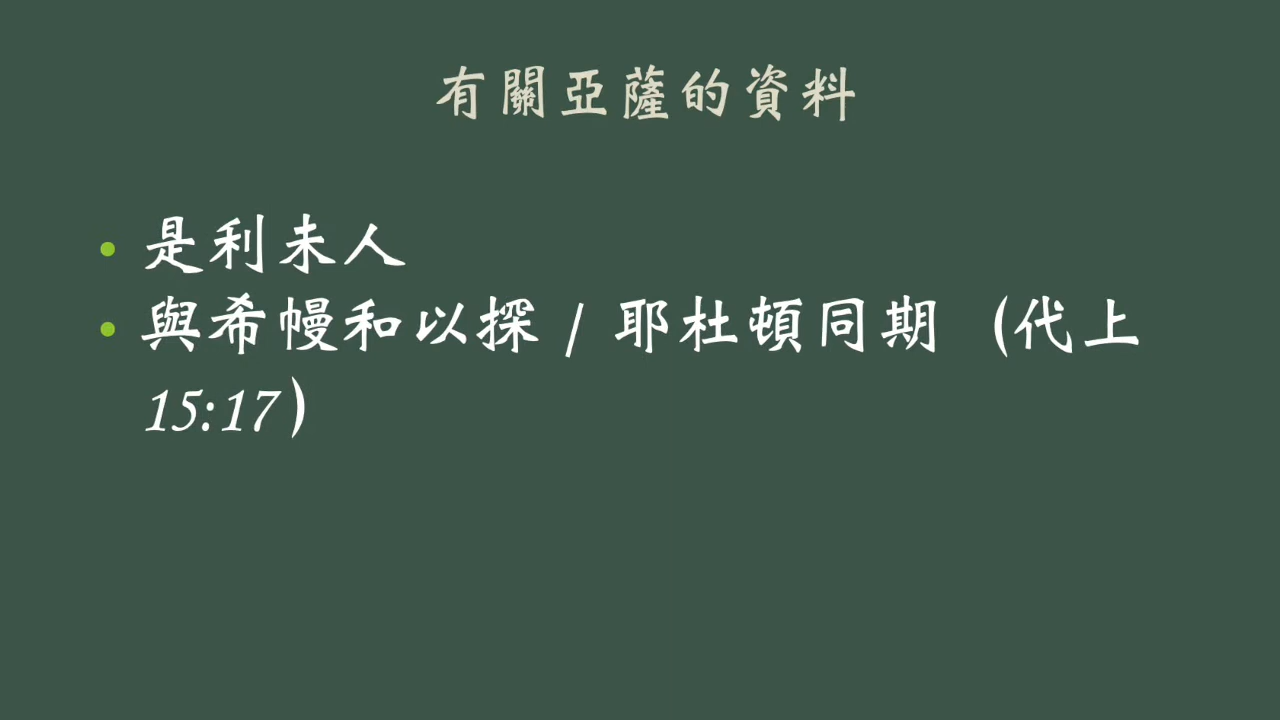 有關亞薩的資料
• 是利未人
• 與希幔和以探 / 耶杜頓同期 (代上
15:17)